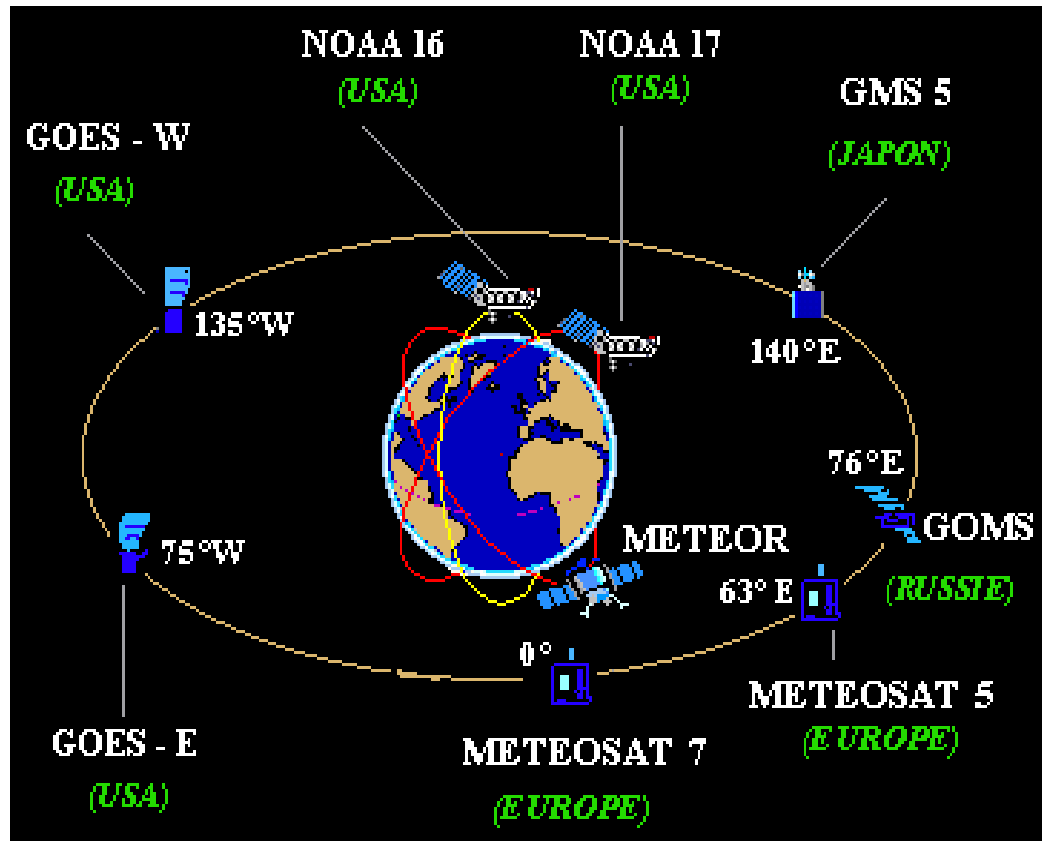 NOAA 16
(USA)
NOAA 17
(USA)
GMS 5
(JAPON)
GOES - W
(USA)
135°W
140°E
76°E
GOMS
(RUSSIE)
METEOR
75°W
63° E
0°
METEOSAT 5
(EUROPE)
GOES - E
(USA)
METEOSAT 7
(EUROPE)